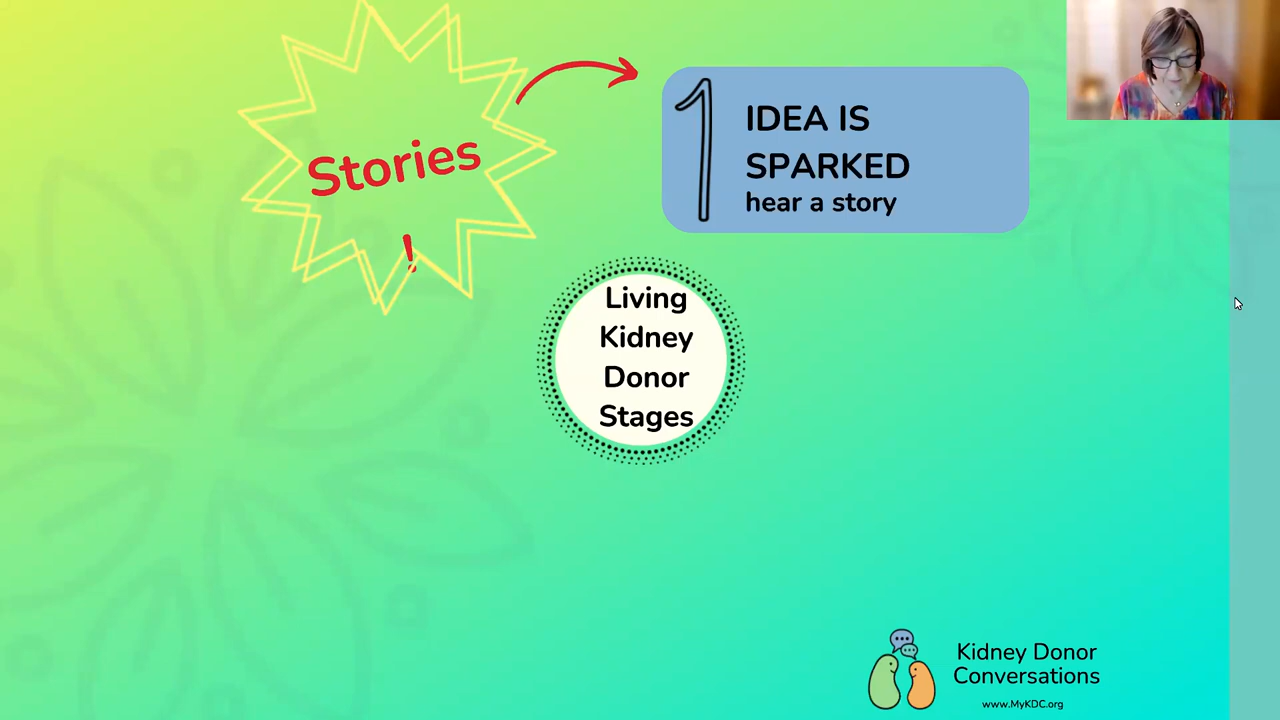 Stories
!
1
IDEA IS
SPARKED
hear a story
Living
Kidney
Donor
Stages
Kidney Donor
Conversations
www.MyKDC.org